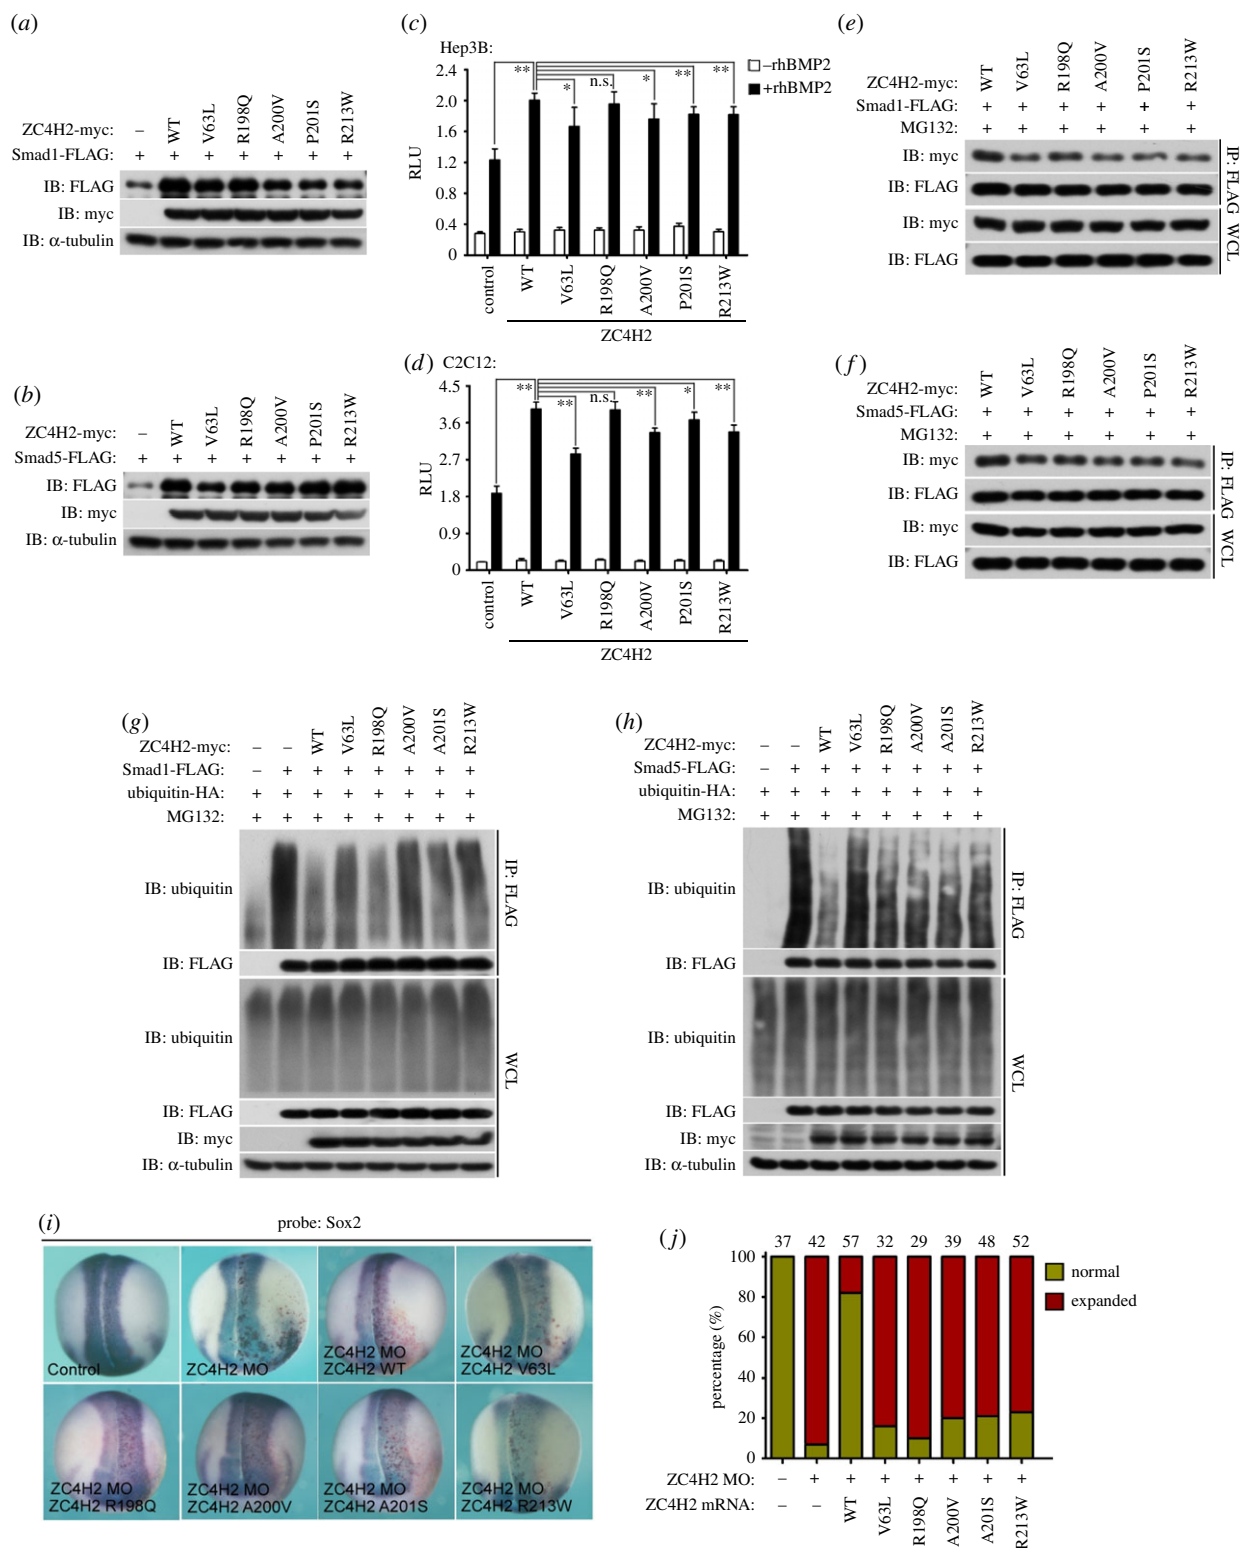 (a)
ZC4H2-myc: – WT V63L R198Q A200V P201S R213W
Smad1-FLAG: + + + + + + +
IB: FLAG
IB: myc
IB: α-tubulin
(b)
ZC4H2-myc: – WT V63L R198Q A200V P201S R213W
Smad5-FLAG: + + + + + + +
IB: FLAG
IB: myc
IB: α-tubulin
(c)
Hep3B:
–rhBMP2
+rhBMP2
RLU
2.4
2.0
1.6
1.2
0.8
0.4
0
** * n.s. * ** **
control WT V63L R198Q A200V P201S R213W
ZC4H2
(d)
C2C12:
RLU
4.5
3.6
2.7
1.8
0.9
0
** ** n.s. ** * **
control WT V63L R198Q A200V P201S R213W
ZC4H2
(e)
ZC4H2-myc: WT V63L R198Q A200V P201S R213W
Smad1-FLAG: + + + + + +
MG132: + + + + + +
IB: myc
IB: FLAG
IP: FLAG
IB: myc
IB: FLAG
WCL
(f)
ZC4H2-myc: WT V63L R198Q A200V P201S R213W
Smad5-FLAG: + + + + + +
MG132: + + + + + +
IB: myc
IB: FLAG
IP: FLAG
IB: myc
IB: FLAG
WCL
(g)
ZC4H2-myc: – – WT V63L R198Q A200V A201S R213W
Smad1-FLAG: – + + + + + + +
ubiquitin-HA: + + + + + + + +
MG132: + + + + + + + +
IB: ubiquitin
IB: FLAG
IP: FLAG
IB: ubiquitin
IB: FLAG
IB: myc
IB: α-tubulin
WCL
(h)
ZC4H2-myc: – – WT V63L R198Q A200V A201S R213W
Smad5-FLAG: – + + + + + + +
ubiquitin-HA: + + + + + + + +
MG132: + + + + + + + +
IB: ubiquitin
IB: FLAG
IP: FLAG
IB: ubiquitin
IB: FLAG
IB: myc
IB: α-tubulin
WCL
(i)
probe: Sox2
Control
ZC4H2 MO
ZC4H2 MO
ZC4H2 WT
ZC4H2 MO
ZC4H2 V63L
ZC4H2 MO
ZC4H2 R198Q
ZC4H2 MO
ZC4H2 A200V
ZC4H2 MO
ZC4H2 A201S
ZC4H2 MO
ZC4H2 R213W
(j)
37 42 57 32 29 39 48 52
normal
expanded
percentage (%)
100
80
60
40
20
0
ZC4H2 MO: – + + + + + + +
ZC4H2 mRNA: – – WT V63L R198Q A200V A201S R213W